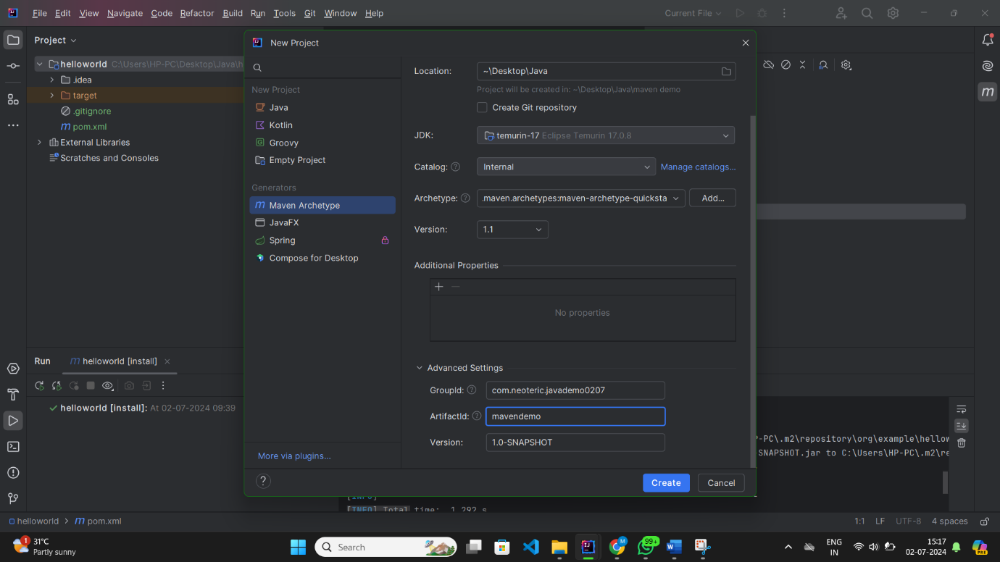 File Edit View Navigate Code Refactor Build Run Tools Git Window Help
Current File
Project
helloworld C:\Users\HP-PC\Desktop\Java\h
.idea
target
.gitignore
pom.xml
External Libraries
Scratches and Consoles
New Project
New Project
Java
Kotlin
Groovy
Empty Project
Generators
Maven Archetype
JavaFX
Spring
Compose for Desktop
More via plugins...
Location: ~\Desktop\Java
Project will be created in: ~\Desktop\Java\maven demo
Create Git repository
JDK: temurin-17 Eclipse Temurin 17.0.8
Catalog: ? Internal Manage catalogs...
Archetype: ? .maven.archetypes:maven-archetype-quicksta Add...
Version: 1.1
Additional Properties
No properties
Advanced Settings
GroupId: ? com.neoteric.javademo0207
ArtifactId: ? mavendemo
Version: 1.0-SNAPSHOT
? Create Cancel
Run helloworld [install]
helloworld [install]: At 02-07-2024 09:39
P-PC\.m2\repository\org\example\hellow
SNAPSHOT.jar to C:\Users\HP-PC\.m2\re
[INFO]
[INFO] Total time: 1.292 s
helloworld > pom.xml
1:1 LF UTF-8 4 spaces
1
31°C
Partly sunny
Search
M
99+
ENG
IN
15:17
02-07-2024
PRE